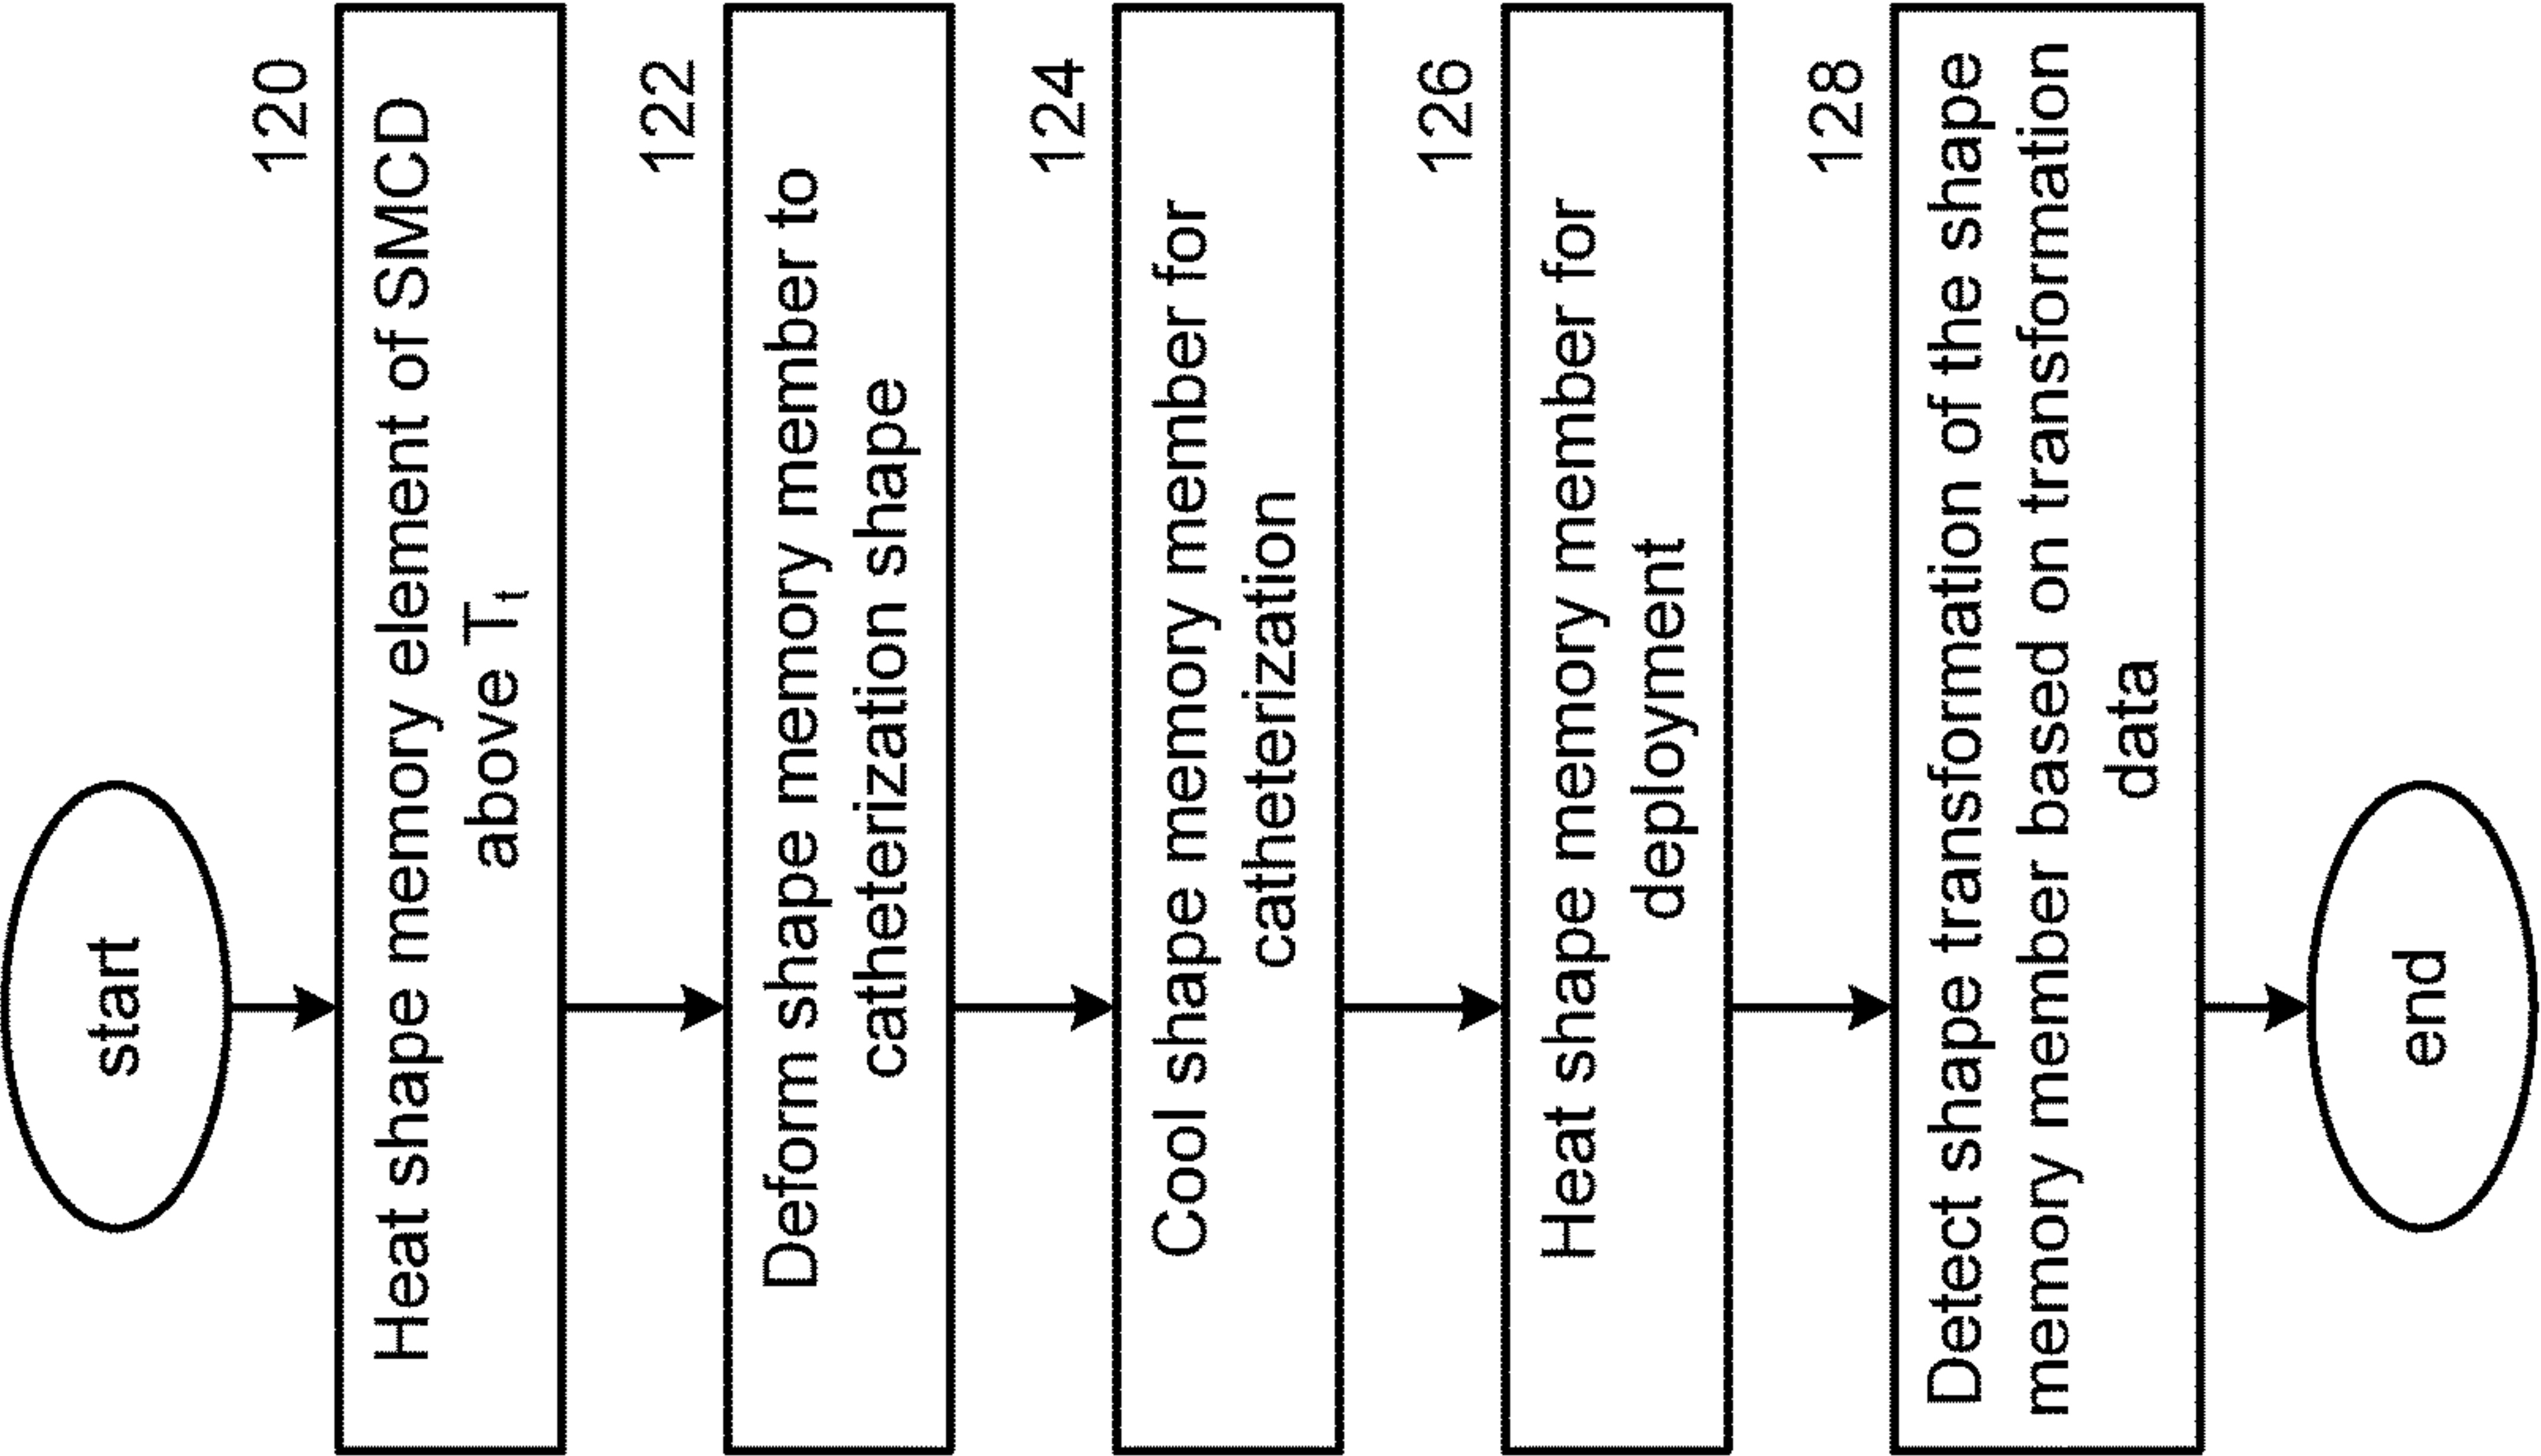 start
120
Heat shape memory element of SMCD
above Tt
122
Deform shape memory member to
catheterization shape
124
Cool shape memory member for
catheterization
126
Heat shape memory member for
deployment
128
Detect shape transformation of the shape
memory member based on transformation
data
end